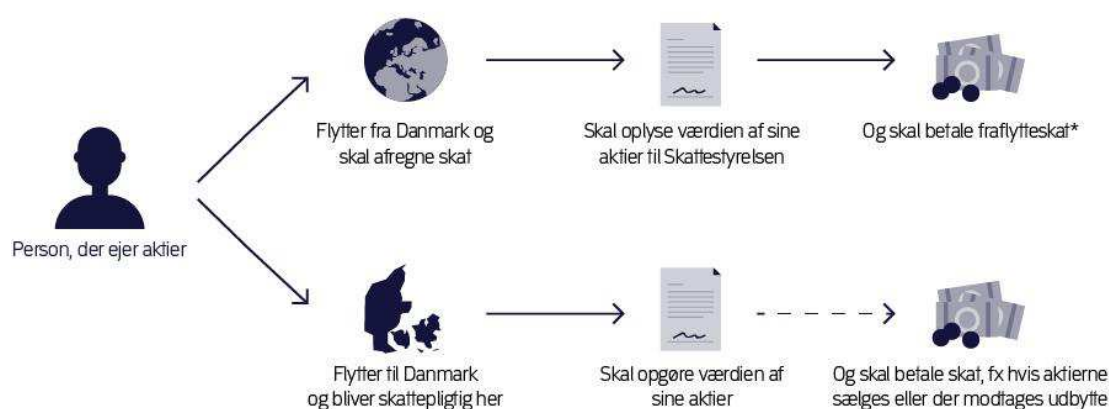 Flytter fra Danmark og
skal afregne skat
Skal oplyse værdien af sine
aktier til Skattestyrelsen
Og skal betale fraflytteskat*
Person, der ejer aktier
Flytter til Danmark
og bliver skattepligtig her
Skal opgøre værdien af
sine aktier
Og skal betale skat, fx hvis aktierne
sælges eller der modtages udbytte